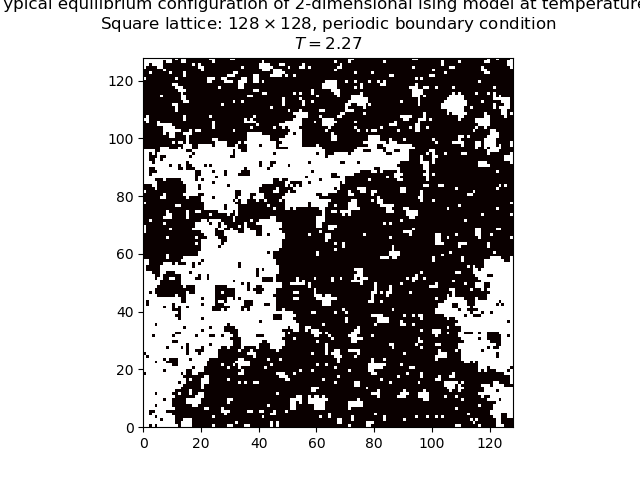 ypical equilibrium configuration of 2-dimensional Ising model at temperature
Square lattice: 128 × 128, periodic boundary condition
T = 2.27
120
100
80
60
40
20
0
0 20 40 60 80 100 120